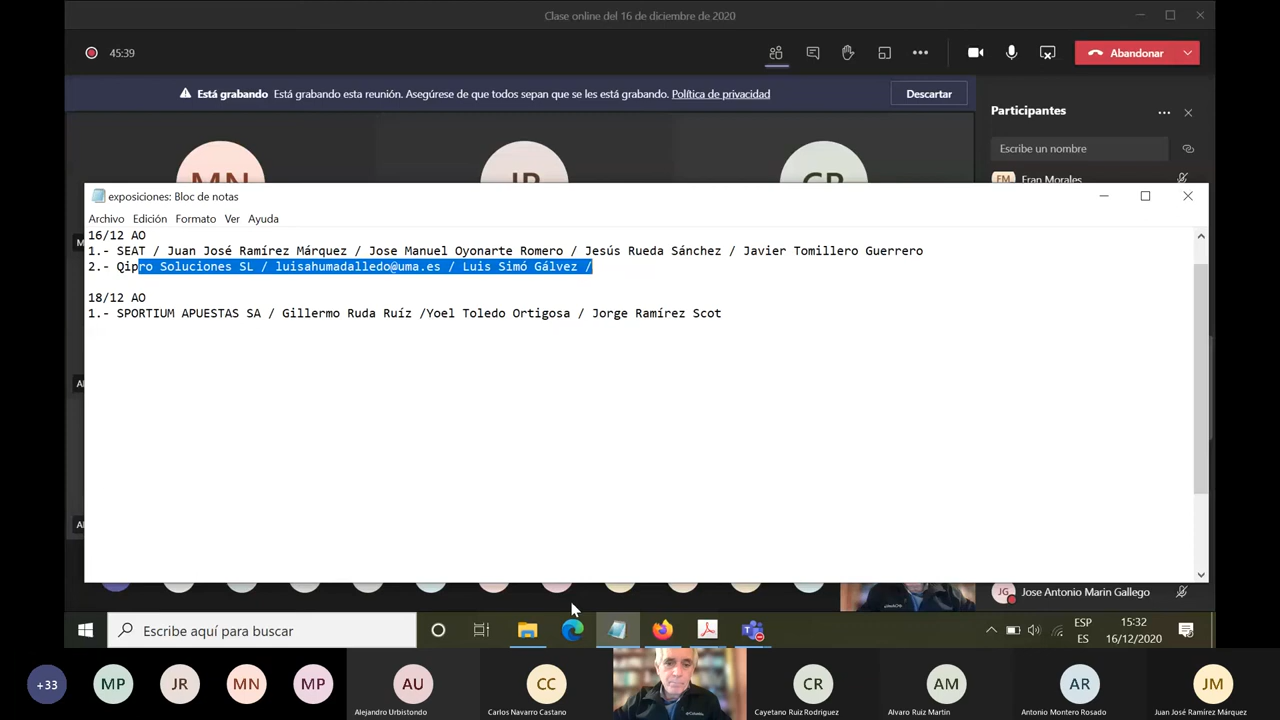 Clase online del 16 de diciembre de 2020
45:39
Abandonar
Está grabando Está grabando esta reunión. Asegúrese de que todos sepan que se les está grabando. Política de privacidad
Descartar
Participantes
Escribe un nombre
MN
JR
GR
FM
Fran Morales
exposiciones: Bloc de notas
Archivo Edición Formato Ver Ayuda
16/12 AO
1.- SEAT / Juan José Ramírez Márquez / Jose Manuel Oyonarte Romero / Jesús Rueda Sánchez / Javier Tomillero Guerrero
2.- Qipro Soluciones SL / luisahumadalledo@uma.es / Luis Simó Gálvez /
18/12 AO
1.- SPORTIUM APUESTAS SA / Gillermo Ruda Ruíz /Yoel Toledo Ortigosa / Jorge Ramírez Scot
JG
Jose Antonio Marin Gallego
Escribe aquí para buscar
ESP
ES
15:32
16/12/2020
+33
MP
JR
MN
MP
AU
Alejandro Urbistondo
CC
Carlos Navarro Castano
CR
Cayetano Ruiz Rodriguez
AM
Alvaro Ruiz Martin
AR
Antonio Montero Rosado
JM
Juan José Ramírez Márquez